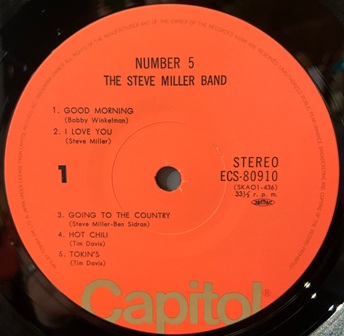 NUMBER 5
THE STEVE MILLER BAND
1. GOOD MORNING
(Bobby Winkelman)
2. I LOVE YOU
(Steve Miller)
1
STEREO
ECS-80910
(SKAO1-436)
33⅓ r. p. m.
3. GOING TO THE COUNTRY
(Steve Miller-Ben Sidran)
4. HOT CHILI
(Tim Davis)
5. TOKIN'S
(Tim Davis)
Capitol®